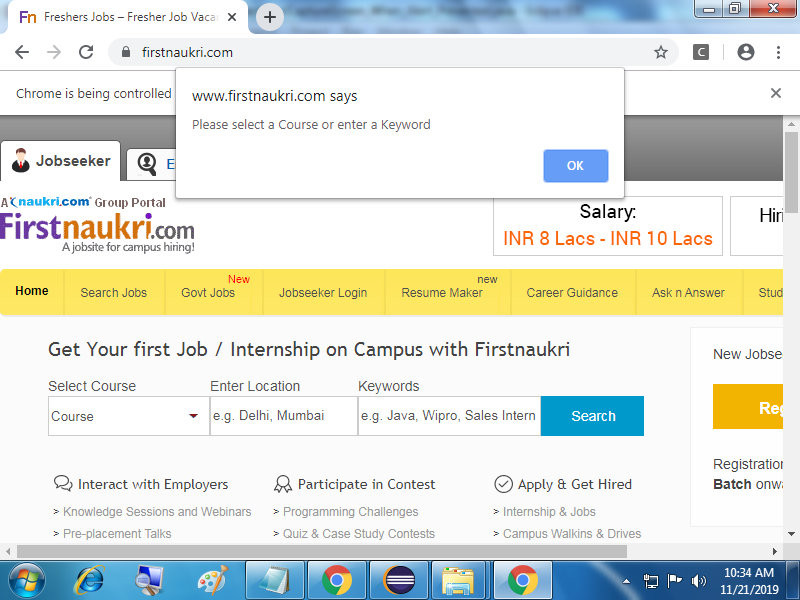 Fn Freshers Jobs – Fresher Job Vaca
firstnaukri.com
C
Chrome is being controlled
www.firstnaukri.com says
Please select a Course or enter a Keyword
OK
Jobseeker
E
A naukri.com Group Portal
Firstnaukri.com
A jobsite for campus hiring!
Salary:
INR 8 Lacs - INR 10 Lacs
Hiri
Home
Search Jobs
New
Govt Jobs
Jobseeker Login
new
Resume Maker
Career Guidance
Ask n Answer
Stud
Get Your first Job / Internship on Campus with Firstnaukri
Select Course
Enter Location
Keywords
Course
e.g. Delhi, Mumbai
e.g. Java, Wipro, Sales Intern
Search
New Jobse
Reg
Registration
Batch onwa
Interact with Employers
> Knowledge Sessions and Webinars
> Pre-placement Talks
Participate in Contest
> Programming Challenges
> Quiz & Case Study Contests
Apply & Get Hired
> Internship & Jobs
> Campus Walkins & Drives
10:34 AM
11/21/2019